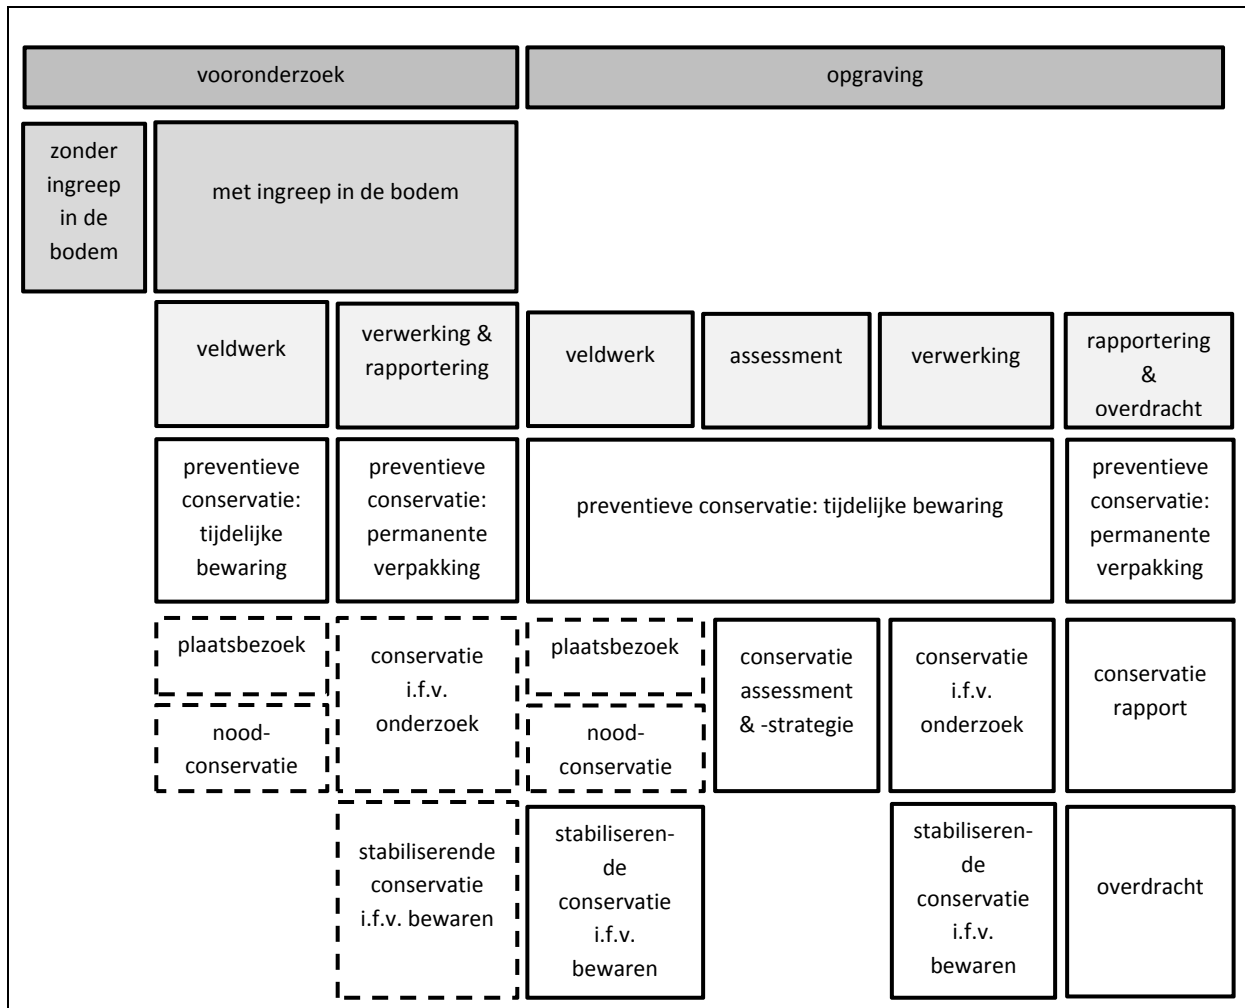 vooronderzoek
opgraving
zonder
ingreep
in de
bodem
met ingreep in de bodem
veldwerk
verwerking &
rapportering
veldwerk
assessment
verwerking
rapportering
&
overdracht
preventieve
conservatie:
tijdelijke
bewaring
preventieve
conservatie:
permanente
verpakking
preventieve conservatie: tijdelijke bewaring
preventieve
conservatie:
permanente
verpakking
plaatsbezoek
nood-
conservatie
conservatie
i.f.v.
onderzoek
plaatsbezoek
nood-
conservatie
conservatie
assessment
& -strategie
conservatie
i.f.v.
onderzoek
conservatie
rapport
stabiliserende
conservatie
i.f.v. bewaren
stabiliseren-
de
conservatie
i.f.v.
bewaren
stabiliseren-
de
conservatie
i.f.v.
bewaren
overdracht